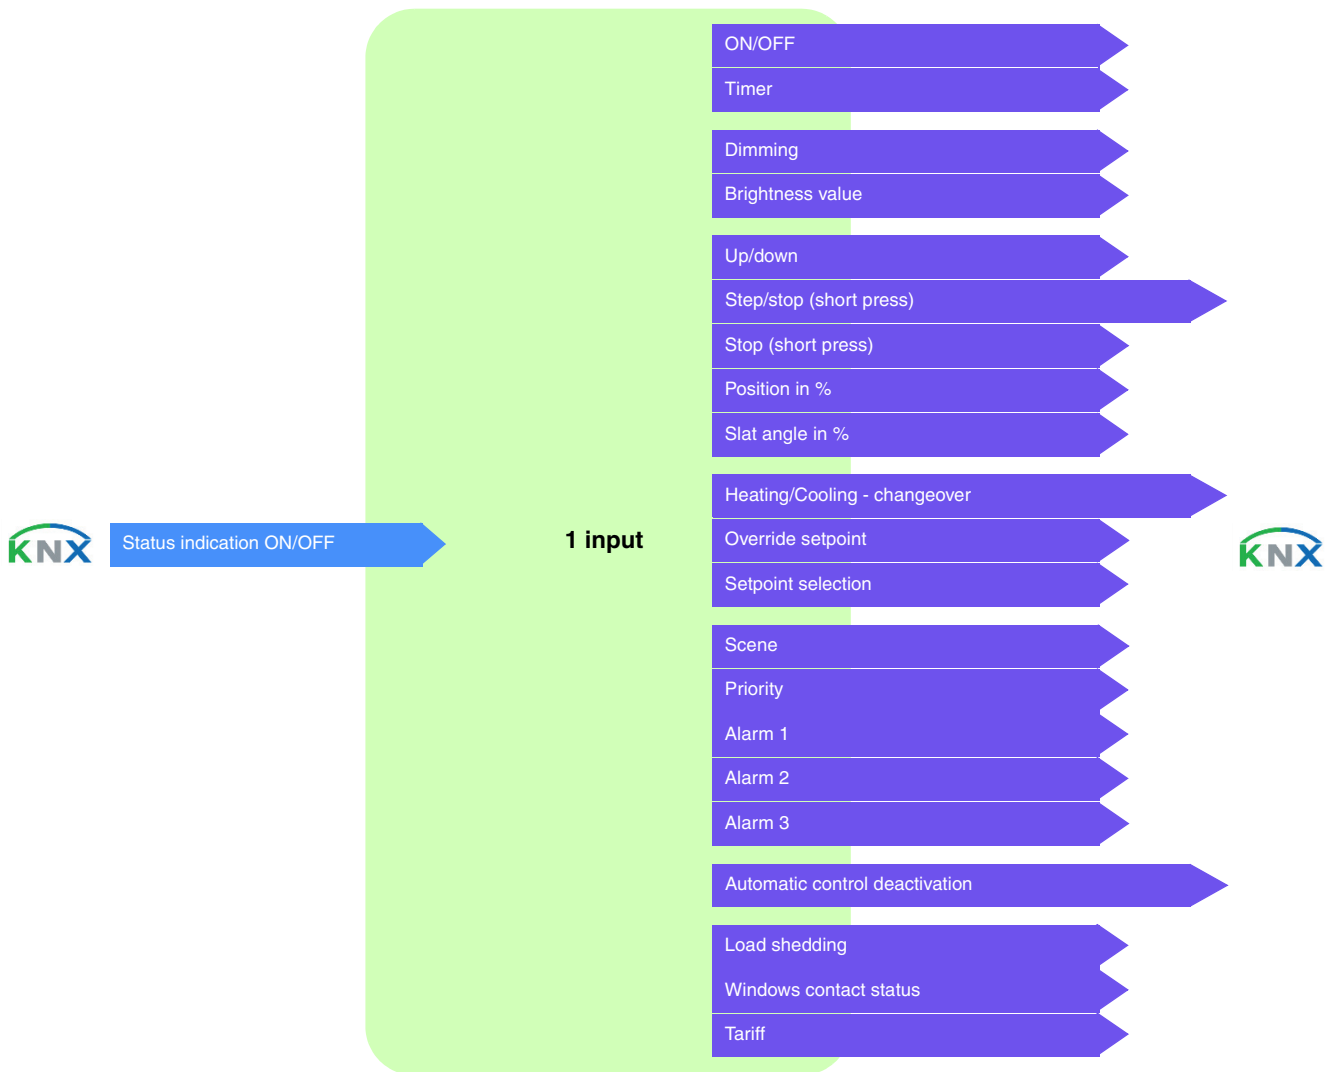 ON/OFF
Timer
Dimming
Brightness value
Up/down
Step/stop (short press)
Stop (short press)
Position in %
Slat angle in %
Heating/Cooling - changeover
KNX
Status indication ON/OFF
1 input
Override setpoint
KNX
Setpoint selection
Scene
Priority
Alarm 1
Alarm 2
Alarm 3
Automatic control deactivation
Load shedding
Windows contact status
Tariff